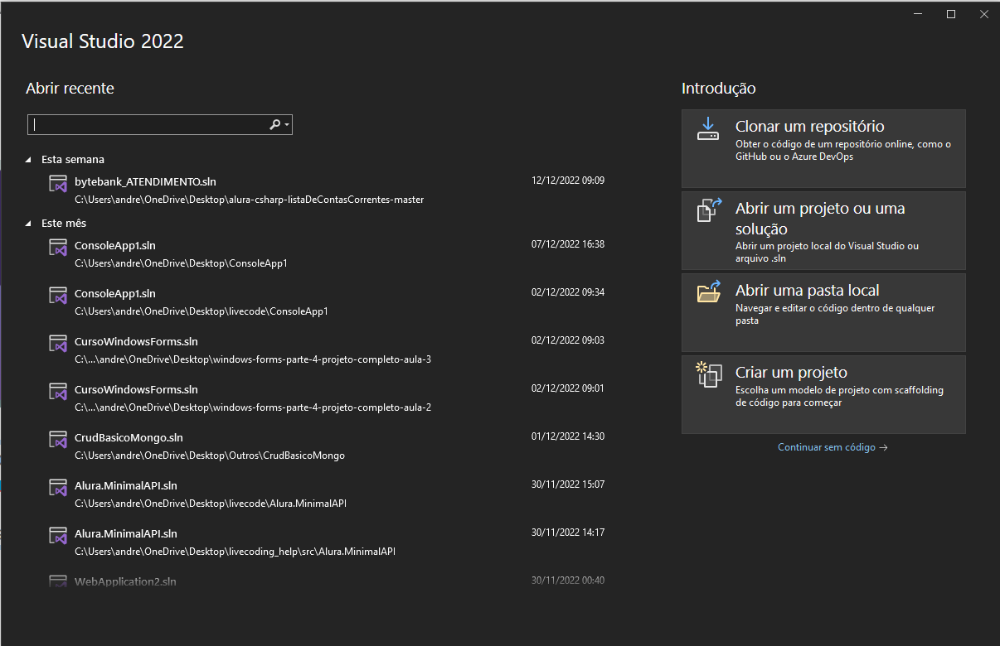 Visual Studio 2022
Abrir recente
Esta semana
bytebank_ATENDIMENTO.sln 12/12/2022 09:09
C:\Users\andre\OneDrive\Desktop\alura-csharp-listaDeContasCorrentes-master
Este mês
ConsoleApp1.sln 07/12/2022 16:38
C:\Users\andre\OneDrive\Desktop\ConsoleApp1
ConsoleApp1.sln 02/12/2022 09:34
C:\Users\andre\OneDrive\Desktop\livecode\ConsoleApp1
CursoWindowsForms.sln 02/12/2022 09:03
C:\...\andre\OneDrive\Desktop\windows-forms-parte-4-projeto-completo-aula-3
CursoWindowsForms.sln 02/12/2022 09:01
C:\...\andre\OneDrive\Desktop\windows-forms-parte-4-projeto-completo-aula-2
CrudBasicoMongo.sln 01/12/2022 14:30
C:\Users\andre\OneDrive\Desktop\Outros\CrudBasicoMongo
Alura.MinimalAPI.sln 30/11/2022 15:07
C:\Users\andre\OneDrive\Desktop\livecode\Alura.MinimalAPI
Alura.MinimalAPI.sln 30/11/2022 14:17
C:\Users\andre\OneDrive\Desktop\livecoding_help\src\Alura.MinimalAPI
WebApplication2.sln 30/11/2022 00:40
Introdução
Clonar um repositório
Obter o código de um repositório online, como o
GitHub ou o Azure DevOps
Abrir um projeto ou uma
solução
Abrir um projeto local do Visual Studio ou
arquivo .sln
Abrir uma pasta local
Navegar e editar o código dentro de qualquer
pasta
Criar um projeto
Escolha um modelo de projeto com scaffolding
de código para começar
Continuar sem código →